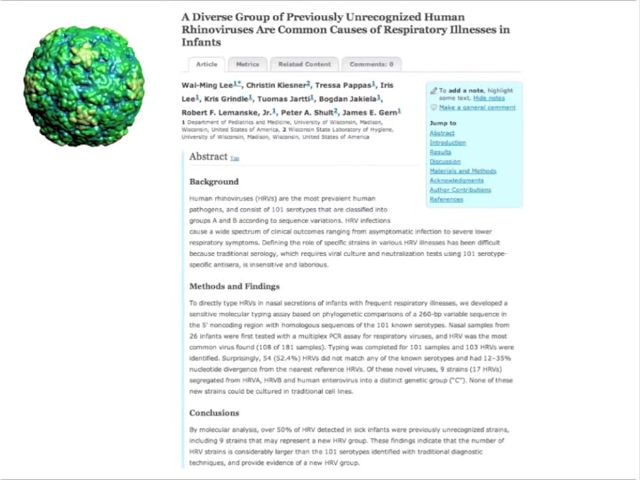 A Diverse Group of Previously Unrecognized Human
Rhinoviruses Are Common Causes of Respiratory Illnesses in
Infants
Article Metrics Related Content Comments: 0
Wai-Ming Lee1*, Christin Kiesner2, Tressa Pappas1, Iris
Lee1, Kris Grindle1, Tuomas Jartti1, Bogdan Jakiela1,
Robert F. Lemanske, Jr.1, Peter A. Shult2, James E. Gern1
1 Department of Pediatrics and Medicine, University of Wisconsin, Madison,
Wisconsin, United States of America, 2 Wisconsin State Laboratory of Hygiene,
University of Wisconsin, Madison, Wisconsin, United States of America
To add a note, highlight
some text. Hide notes
Make a general comment
Jump to
Abstract
Introduction
Results
Discussion
Materials and Methods
Acknowledgments
Author Contributions
References
Abstract Top
Background
Human rhinoviruses (HRVs) are the most prevalent human
pathogens, and consist of 101 serotypes that are classified into
groups A and B according to sequence variations. HRV infections
cause a wide spectrum of clinical outcomes ranging from asymptomatic infection to severe lower
respiratory symptoms. Defining the role of specific strains in various HRV illnesses has been difficult
because traditional serology, which requires viral culture and neutralization tests using 101 serotype-
specific antisera, is insensitive and laborious.
Methods and Findings
To directly type HRVs in nasal secretions of infants with frequent respiratory illnesses, we developed a
sensitive molecular typing assay based on phylogenetic comparisons of a 260-bp variable sequence in
the 5' noncoding region with homologous sequences of the 101 known serotypes. Nasal samples from
26 infants were first tested with a multiplex PCR assay for respiratory viruses, and HRV was the most
common virus found (108 of 181 samples). Typing was completed for 101 samples and 103 HRVs were
identified. Surprisingly, 54 (52.4%) HRVs did not match any of the known serotypes and had 12–35%
nucleotide divergence from the nearest reference HRVs. Of these novel viruses, 9 strains (17 HRVs)
segregated from HRVA, HRVB and human enterovirus into a distinct genetic group ("C"). None of these
new strains could be cultured in traditional cell lines.
Conclusions
By molecular analysis, over 50% of HRV detected in sick infants were previously unrecognized strains,
including 9 strains that may represent a new HRV group. These findings indicate that the number of
HRV strains is considerably larger than the 101 serotypes identified with traditional diagnostic
techniques, and provide evidence of a new HRV group.